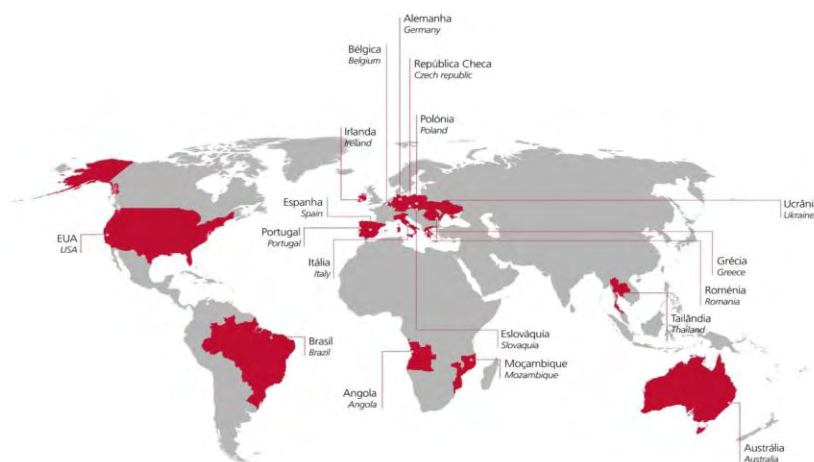 Alemanha
Germany
Bélgica
Belgium
República Checa
Czech republic
Polónia
Poland
Irlanda
Ireland
Espanha
Spain
Ucrâni
Ukraine
EUA
USA
Portugal
Portugal
Itália
Italy
Grécia
Greece
Roménia
Romania
Tailândia
Thailand
Brasil
Brazil
Eslováquia
Slovaquia
Moçambique
Mozambique
Angola
Angola
Austrália
Australia